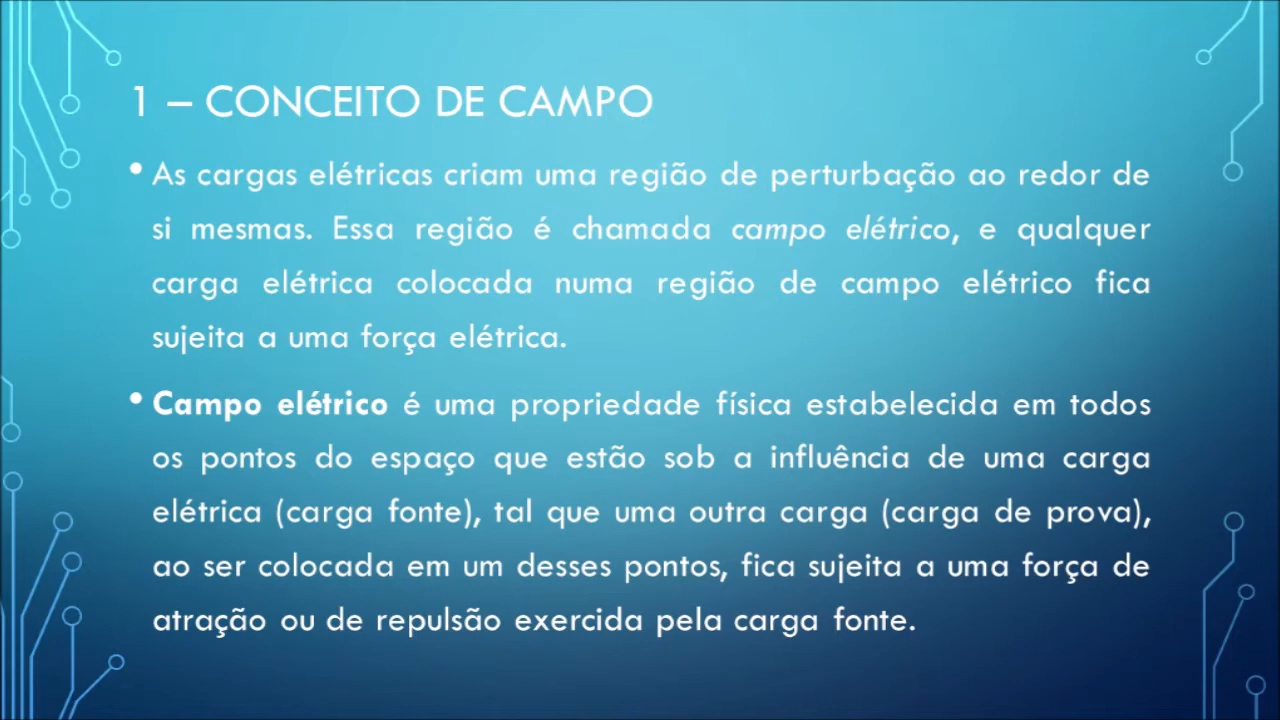 1 – CONCEITO DE CAMPO
• As cargas elétricas criam uma região de perturbação ao redor de
si mesmas. Essa região é chamada campo elétrico, e qualquer
carga elétrica colocada numa região de campo elétrico fica
sujeita a uma força elétrica.
• Campo elétrico é uma propriedade física estabelecida em todos
os pontos do espaço que estão sob a influência de uma carga
elétrica (carga fonte), tal que uma outra carga (carga de prova),
ao ser colocada em um desses pontos, fica sujeita a uma força de
atração ou de repulsão exercida pela carga fonte.